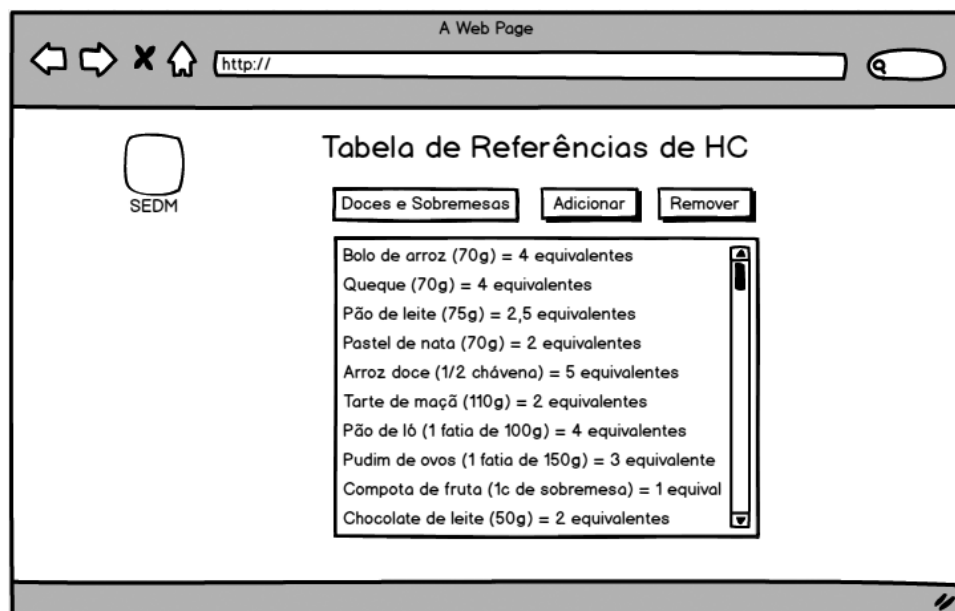 A Web Page
http://
SEDM
Tabela de Referências de HC
Doces e Sobremesas
Adicionar
Remover
Bolo de arroz (70g) = 4 equivalentes
Queque (70g) = 4 equivalentes
Pão de leite (75g) = 2,5 equivalentes
Pastel de nata (70g) = 2 equivalentes
Arroz doce (1/2 chávena) = 5 equivalentes
Tarte de maçã (110g) = 2 equivalentes
Pão de ló (1 fatia de 100g) = 4 equivalentes
Pudim de ovos (1 fatia de 150g) = 3 equivalente
Compota de fruta (1c de sobremesa) = 1 equival
Chocolate de leite (50g) = 2 equivalentes